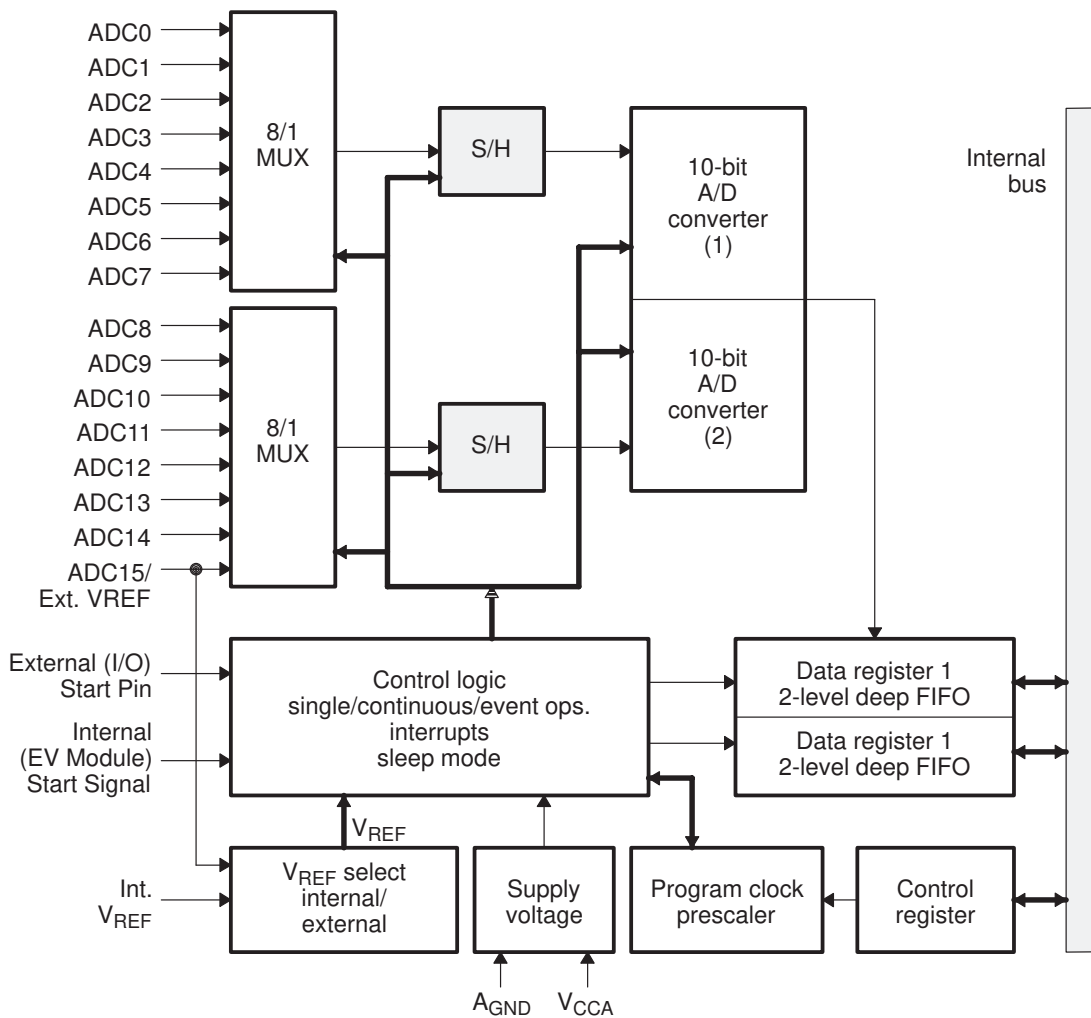 ADC0
ADC1
ADC2
ADC3
ADC4
ADC5
ADC6
ADC7
8/1
MUX
S/H
10-bit
A/D
converter
(1)
Internal
bus
ADC8
ADC9
ADC10
ADC11
ADC12
ADC13
ADC14
ADC15/
Ext. VREF
8/1
MUX
S/H
10-bit
A/D
converter
(2)
External (I/O)
Start Pin
Internal
(EV Module)
Start Signal
Control logic
single/continuous/event ops.
interrupts
sleep mode
Data register 1
2-level deep FIFO
Data register 1
2-level deep FIFO
VREF
Int.
VREF
VREF select
internal/
external
Supply
voltage
Program clock
prescaler
Control
register
AGND
VCCA